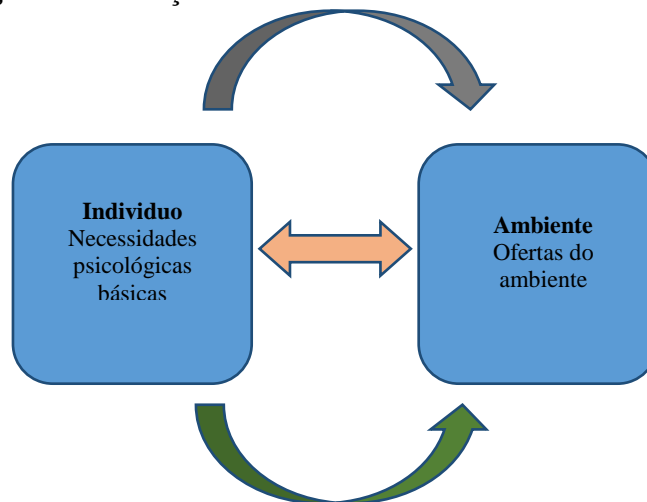 Individuo
Necessidades
psicológicas
básicas
Ambiente
Ofertas do
ambiente